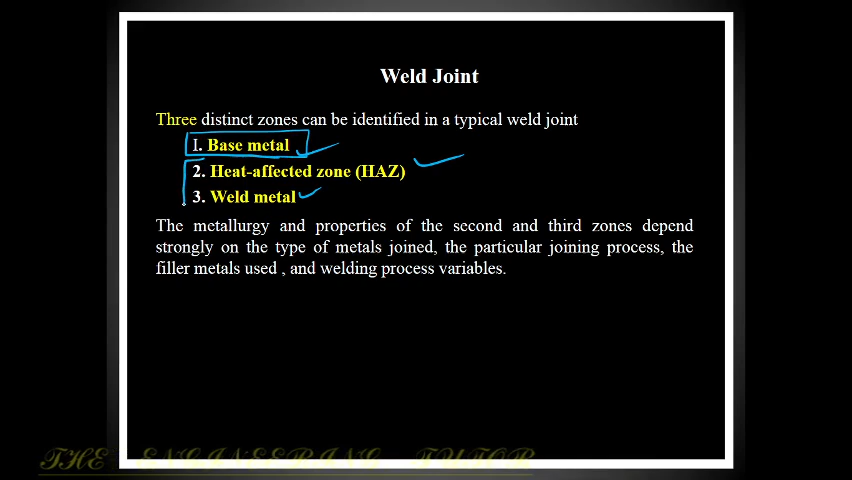 Weld Joint
Three distinct zones can be identified in a typical weld joint
1. Base metal
2. Heat-affected zone (HAZ)
3. Weld metal
The metallurgy and properties of the second and third zones depend
strongly on the type of metals joined, the particular joining process, the
filler metals used , and welding process variables.
THE ENGINEERING TUTOR